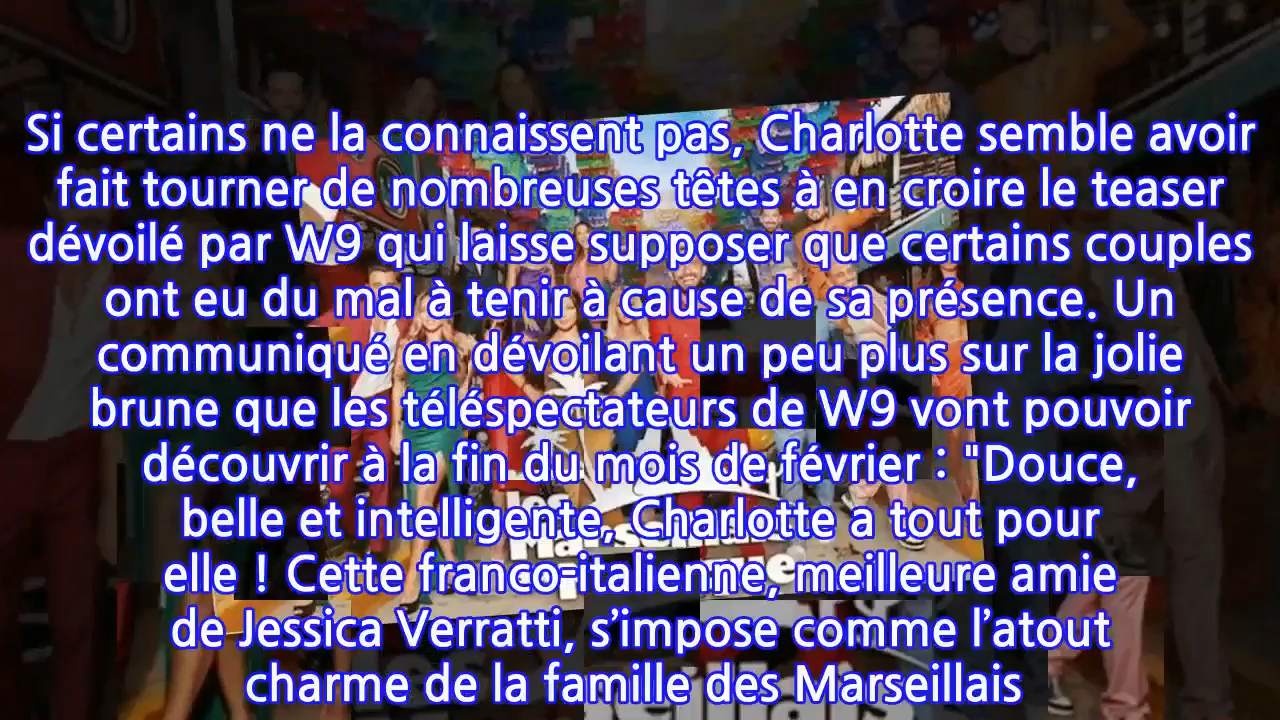 Si certains ne la connaissent pas, Charlotte semble avoir
fait tourner de nombreuses têtes à en croire le teaser
dévoilé par W9 qui laisse supposer que certains couples
ont eu du mal à tenir à cause de sa présence. Un
communiqué en dévoilant un peu plus sur la jolie
brune que les téléspectateurs de W9 vont pouvoir
découvrir à la fin du mois de février : "Douce,
belle et intelligente, Charlotte a tout pour
elle ! Cette franco-italienne, meilleure amie
de Jessica Verratti, s’impose comme l’atout
charme de la famille des Marseillais